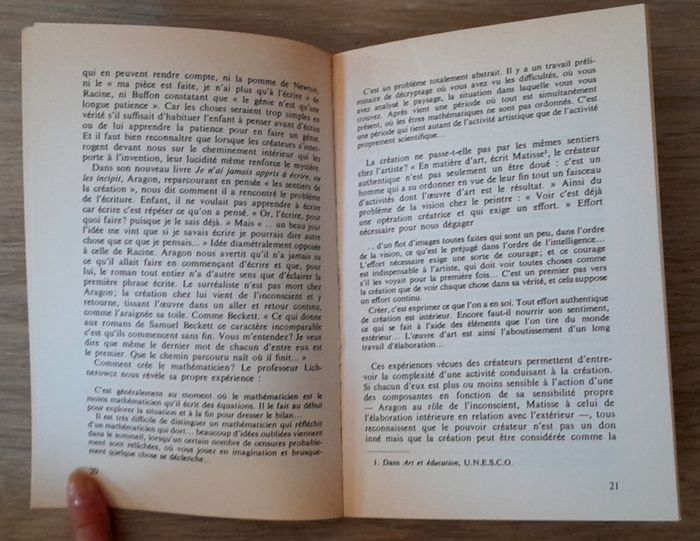 qui en peuvent rendre compte, ni la pomme de Newton,
ni le « ma pièce est faite, je n'ai plus qu'à l'écrire » de
Racine, ni Buffon constatant que « le génie n'est qu'une
longue patience ». Car les choses seraient trop simples en
vérité s'il suffisait d'habituer l'enfant à penser avant d'écrire
ou de lui apprendre la patience pour en faire un génie.
Et il faut bien reconnaître que lorsque les créateurs s'inter-
rogent devant nous sur le cheminement intérieur qui les
porte à l'invention, leur lucidité même renforce le mystère.
Dans son nouveau livre Je n'ai jamais appris à écrire,
ou les incipit, Aragon, reparcourant en pensée « les sentiers
de la création », nous dit comment il a rencontré le problème
de l'écriture. Enfant, il ne voulait pas apprendre à écrire
car écrire c'est répéter ce qu'on a pensé. « Or, l'écrire, pour
quoi faire? puisque je le sais déjà. » Mais « ... un beau jour
l'idée me vint que si je savais écrire je pourrais dire autre
chose que ce que je pensais... » Idée diamétralement opposée
à celle de Racine. Aragon nous avertit qu'il n'a jamais su
ce qu'il allait faire en commençant d'écrire et que, pour
lui, le roman tout entier n'a d'autre sens que d'éclairer la
première phrase écrite. Le surréaliste n'est pas mort chez
Aragon; la création chez lui vient de l'inconscient et y
retourne, tissant l'œuvre dans un aller et retour continu,
comme l'araignée sa toile. Comme Beckett. « Ce qui donne
aux romans de Samuel Beckett ce caractère incomparable
c'est qu'ils commencent sans fin. Vous m'entendez? Je veux
dire que même le dernier mot de chacun d'entre eux est
le premier. Que le chemin parcouru naît où il finit... »
Comment crée le mathématicien? Le professeur Lich-
nerowez nous révèle sa propre expérience :
C'est généralement au moment où le mathématicien est le
moins mathématicien qu'il écrit des équations. Il le fait au début
pour explorer la situation et à la fin pour dresser le bilan...
Il est très difficile de distinguer un mathématicien qui réfléchit
d'un mathématicien qui dort... beaucoup d'idées oubliées viennent
dans le sommeil, lorsqu'un certain nombre de censures probable-
ment sont relâchées, où vous jouez en imagination et brusque-
ment quelque chose se déclenche...
20
C'est un problème totalement abstrait. Il y a un travail préli-
minaire de décryptage où vous avez vu les difficultés, où vous
avez analysé le paysage, la situation dans laquelle vous vous
trouvez. Après vient une période où tout est simultanément
présent, où les êtres mathématiques ne sont pas ordonnés. C'est
une période qui tient autant de l'activité artistique que de l'activité
proprement scientifique...
La création ne passe-t-elle pas par les mêmes sentiers
chez l'artiste? « En matière d'art, écrit Matisse¹, le créateur
authentique n'est pas seulement un être doué : c'est un
homme qui a su ordonner en vue de leur fin tout un faisceau
d'activités dont l'œuvre d'art est le résultat. » Ainsi du
problème de la vision chez le peintre : « Voir c'est déjà
une opération créatrice et qui exige un effort. » Effort
nécessaire pour nous dégager
... d'un flot d'images toutes faites qui sont un peu, dans l'ordre
de la vision, ce qu'est le préjugé dans l'ordre de l'intelligence...
L'effort nécessaire exige une sorte de courage; et ce courage
est indispensable à l'artiste, qui doit voir toutes choses comme
s'il les voyait pour la première fois... C'est un premier pas vers
la création que de voir chaque chose dans sa vérité, et cela suppose
un effort continu.
Créer, c'est exprimer ce que l'on a en soi. Tout effort authentique
de création est intérieur. Encore faut-il nourrir son sentiment,
ce qui se fait à l'aide des éléments que l'on tire du monde
extérieur... L'œuvre d'art est ainsi l'aboutissement d'un long
travail d'élaboration...
Ces expériences vécues des créateurs permettent d'entre-
voir la complexité d'une activité conduisant à la création.
Si chacun d'eux est plus ou moins sensible à l'action d'une
des composantes en fonction de sa sensibilité propre
— Aragon au rôle de l'inconscient, Matisse à celui de
l'élaboration intérieure en relation avec l'extérieur —, tous
reconnaissent que le pouvoir créateur n'est pas un don
inné mais que la création peut être considérée comme la
1. Dans Art et éducation, U.N.E.S.C.O.
21